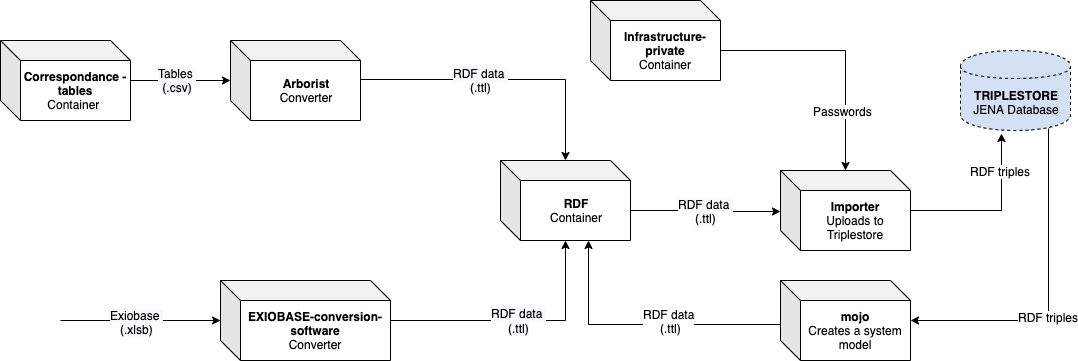 Correspondance -
tables
Container
Tables
(.csv)
Arborist
Converter
RDF data
(.ttl)
Infrastructure-
private
Container
Passwords
TRIPLESTORE
JENA Database
RDF triples
RDF
Container
RDF data
(.ttl)
Importer
Uploads to
Triplestore
Exiobase
(.xlsb)
EXIOBASE-conversion-
software
Converter
RDF data
(.ttl)
RDF data
(.ttl)
mojo
Creates a system
model
RDF triples